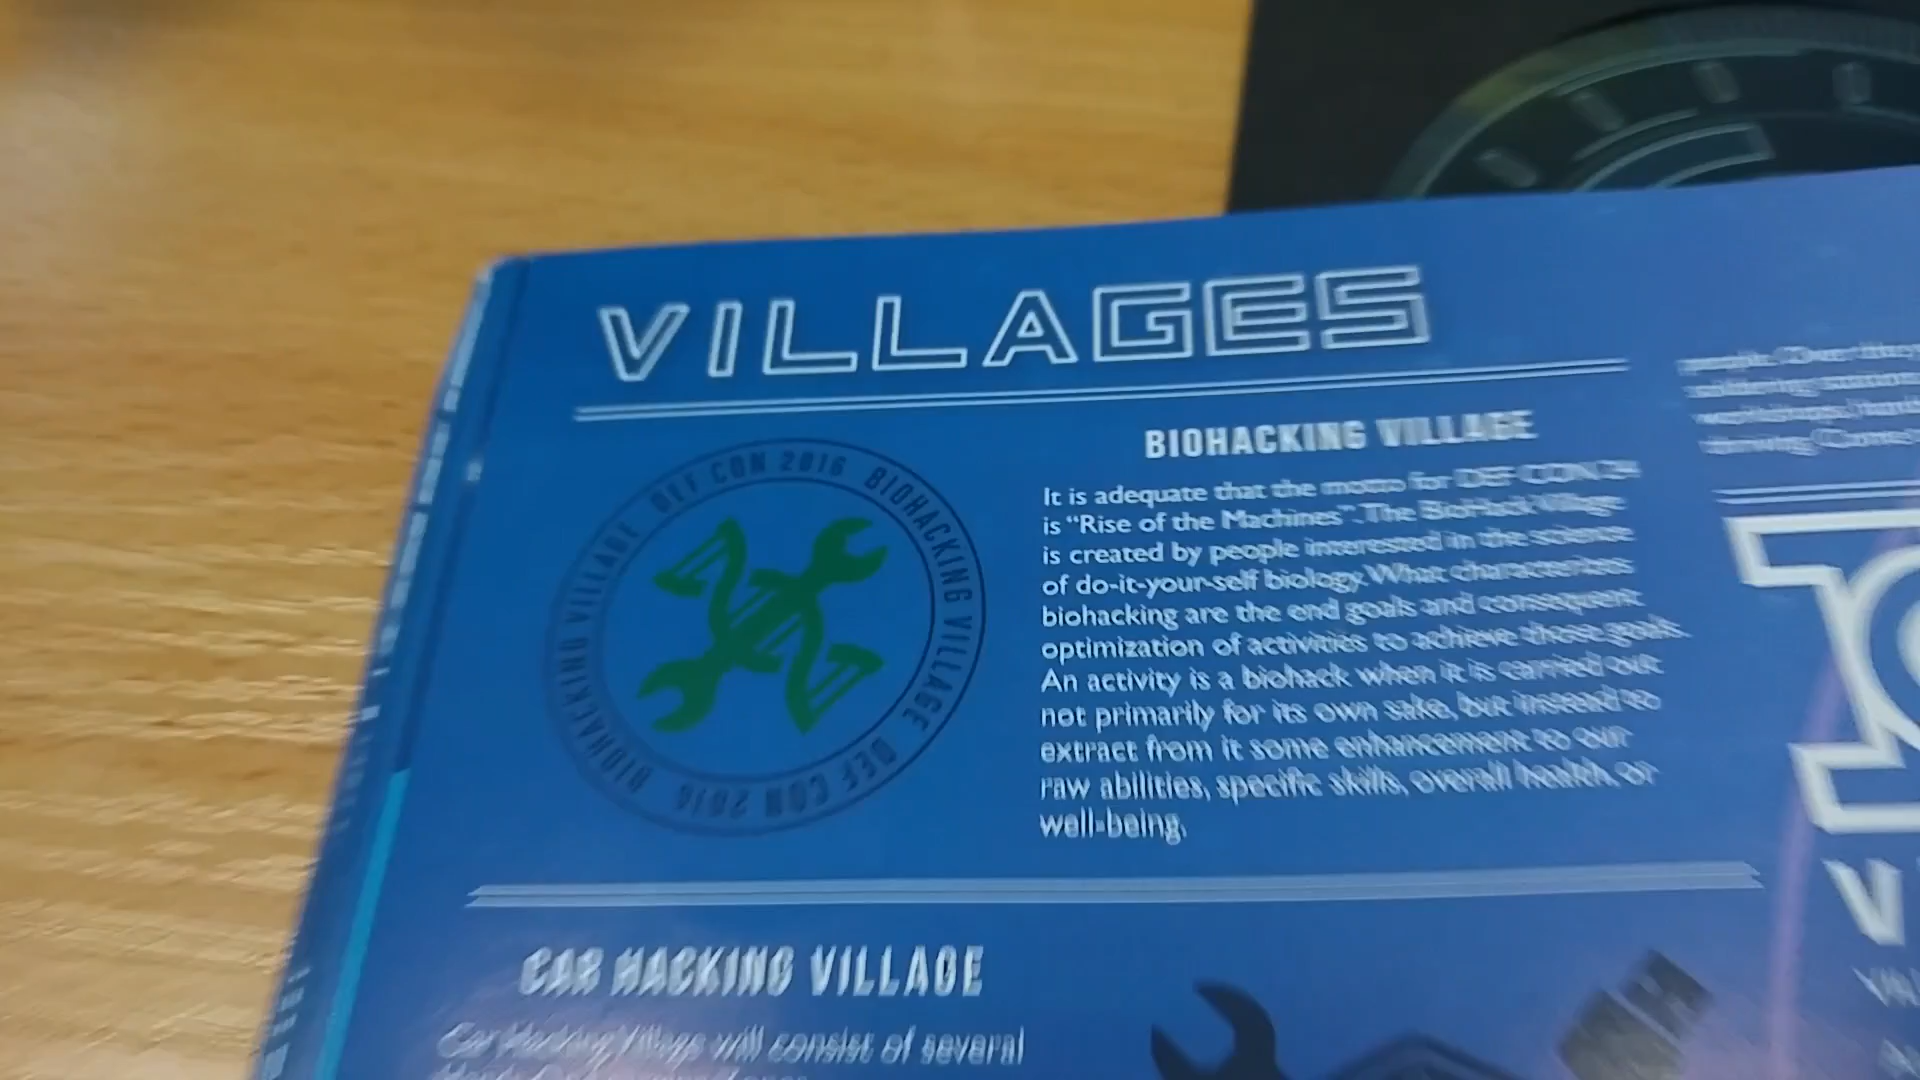 VILLAGES
DEF CON 2016 BIOHACKING VILLAGE DEF CON 2016 BIOHACKING VILLAGE
BIOHACKING VILLAGE
It is adequate that the motto for DEF CON 24
is “Rise of the Machines”. The BioHack Village
is created by people interested in the science
of do-it-your-self biology. What characterizes
biohacking are the end goals and consequent
optimization of activities to achieve those goals.
An activity is a biohack when it is carried out
not primarily for its own sake, but instead to
extract from it some enhancement to our
raw abilities, specific skills, overall health, or
well-being.
CAR HACKING VILLAGE
Car Hacking Village will consist of several